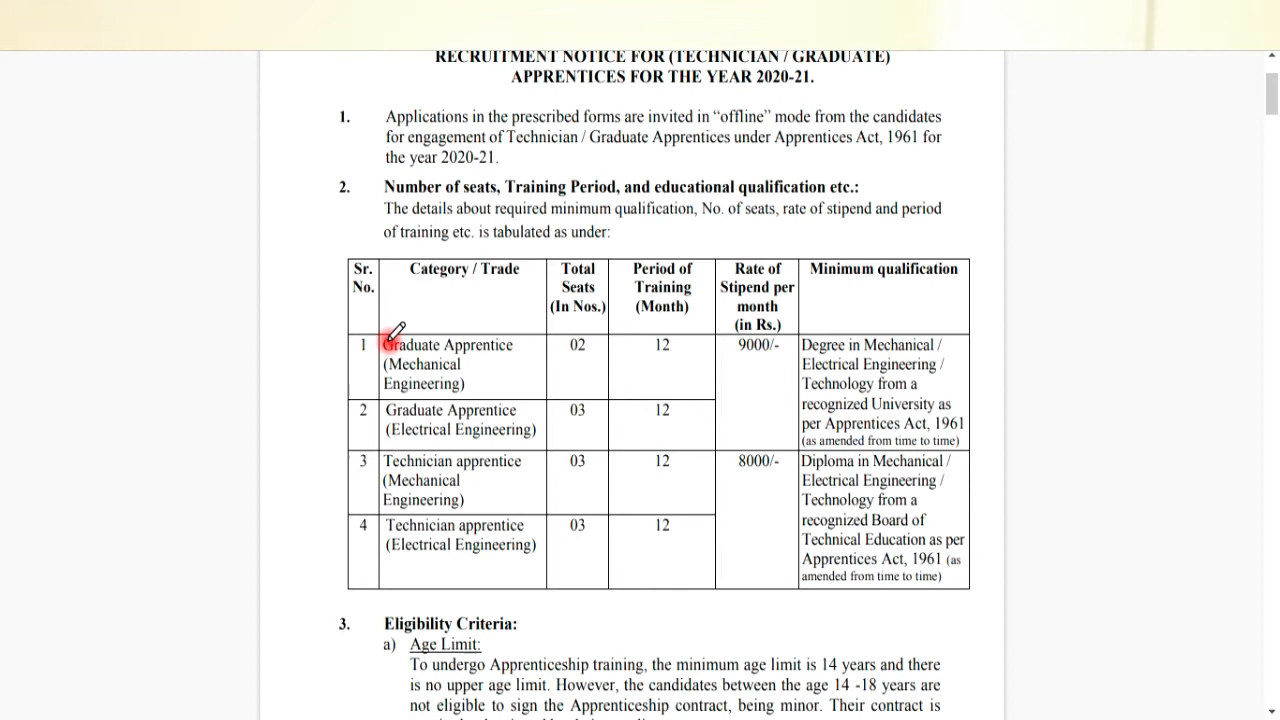 RECRUITMENT NOTICE FOR (TECHNICIAN / GRADUATE)
APPRENTICES FOR THE YEAR 2020-21.
1. Applications in the prescribed forms are invited in “offline” mode from the candidates
for engagement of Technician / Graduate Apprentices under Apprentices Act, 1961 for
the year 2020-21.
2. Number of seats, Training Period, and educational qualification etc.:
The details about required minimum qualification, No. of seats, rate of stipend and period
of training etc. is tabulated as under:
Sr. No. Category / Trade Total Seats (In Nos.) Period of Training (Month) Rate of Stipend per month (in Rs.) Minimum qualification
1 Graduate Apprentice 02 12 9000/- Degree in Mechanical /
(Mechanical Electrical Engineering /
Engineering) Technology from a
recognized University as
2 Graduate Apprentice 03 12
(Electrical Engineering) per Apprentices Act, 1961
(as amended from time to time)
3 Technician apprentice 03 12 8000/- Diploma in Mechanical /
(Mechanical Electrical Engineering /
Engineering) Technology from a
recognized Board of
4 Technician apprentice 03 12
(Electrical Engineering) Technical Education as per
Apprentices Act, 1961 (as
amended from time to time)
3. Eligibility Criteria:
a) Age Limit:
To undergo Apprenticeship training, the minimum age limit is 14 years and there
is no upper age limit. However, the candidates between the age 14 -18 years are
not eligible to sign the Apprenticeship contract, being minor. Their contract is